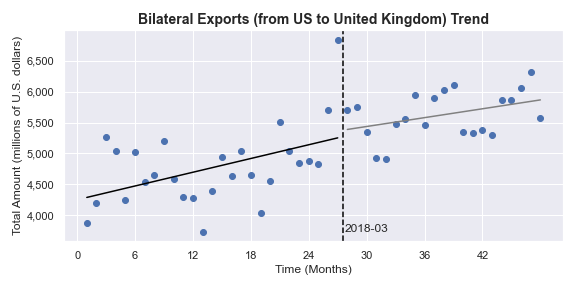 Bilateral Exports (from US to United Kingdom) Trend
Total Amount (millions of U.S. dollars)
6,500
6,000
5,500
5,000
4,500
4,000
2018-03
0 6 12 18 24 30 36 42
Time (Months)